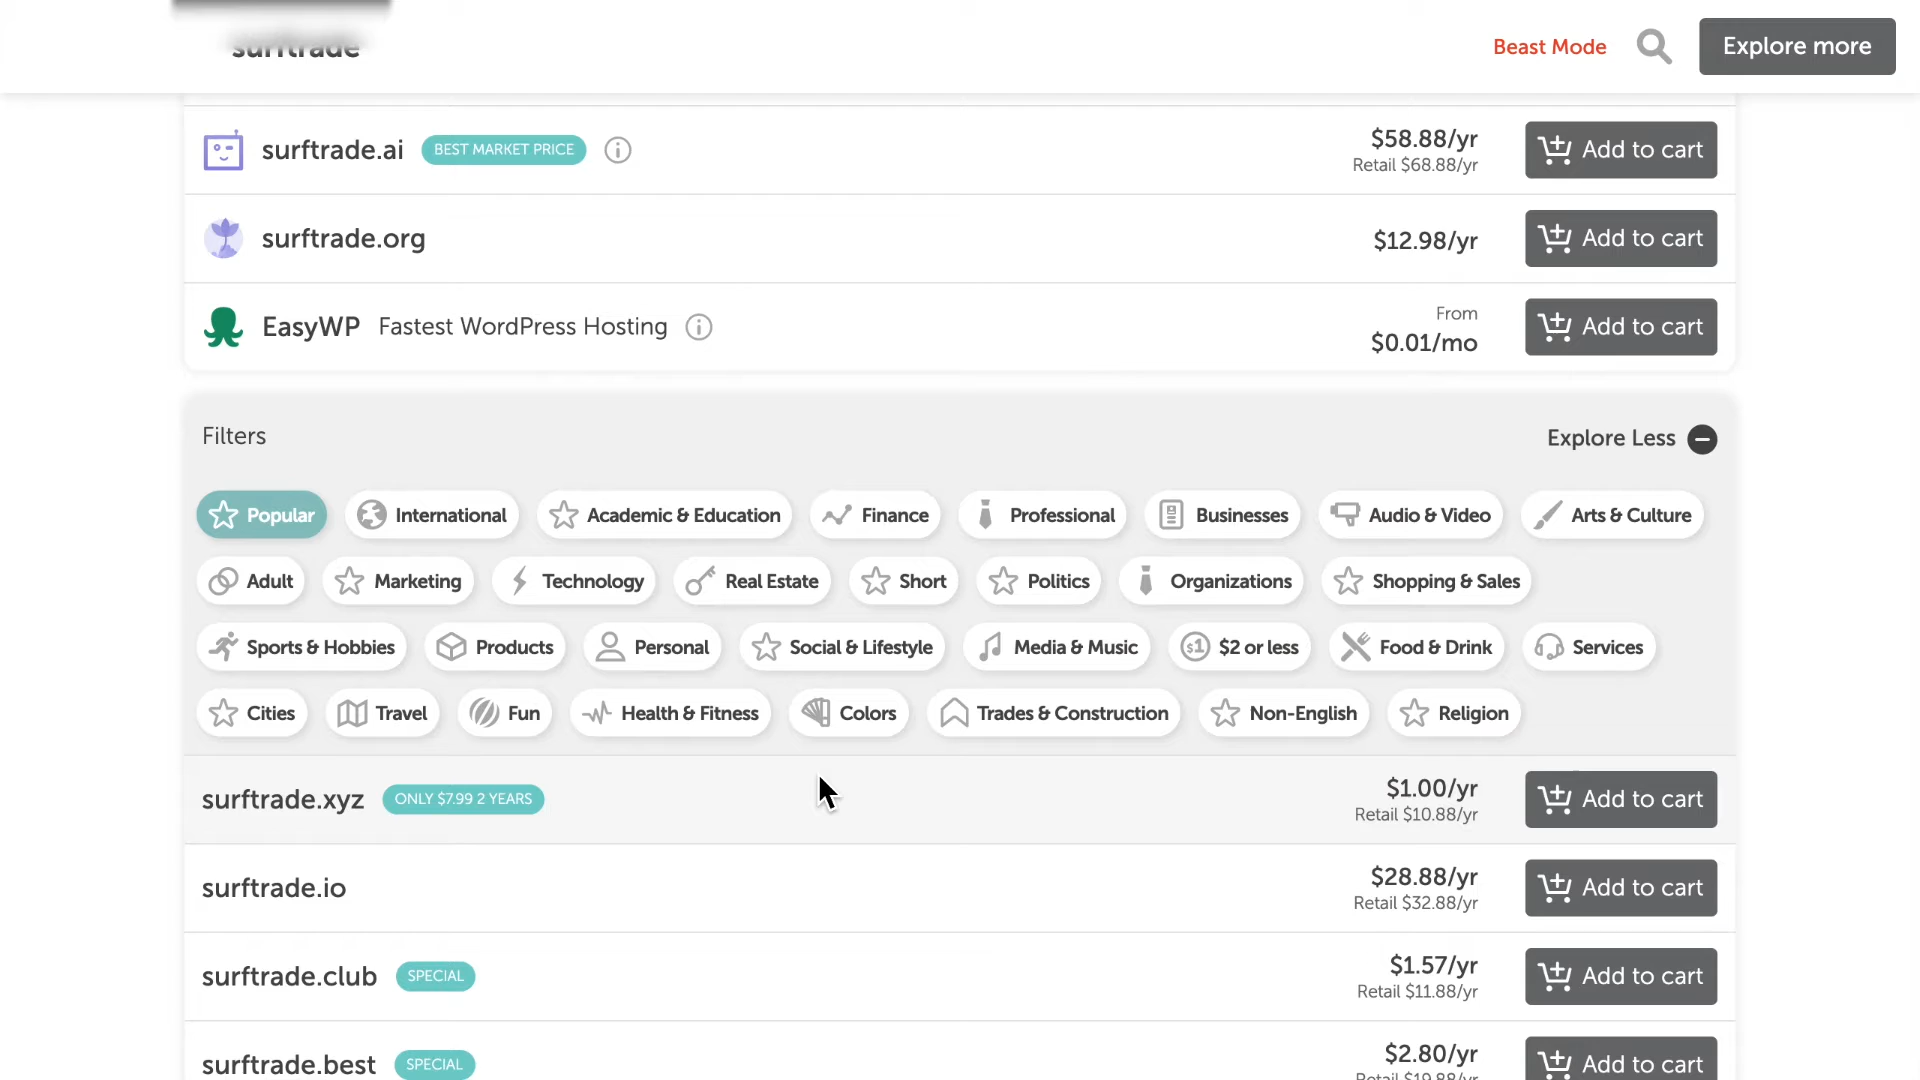 surftrade
Beast Mode
Explore more
surftrade.ai BEST MARKET PRICE
$58.88/yr
Retail $68.88/yr
Add to cart
surftrade.org
$12.98/yr
Add to cart
EasyWP Fastest WordPress Hosting
From
$0.01/mo
Add to cart
Filters
Explore Less
Popular International Academic & Education Finance Professional Businesses Audio & Video Arts & Culture
Adult Marketing Technology Real Estate Short Politics Organizations Shopping & Sales
Sports & Hobbies Products Personal Social & Lifestyle Media & Music $1 $2 or less Food & Drink Services
Cities Travel Fun Health & Fitness Colors Trades & Construction Non-English Religion
surftrade.xyz ONLY $7.99 2 YEARS
$1.00/yr
Retail $10.88/yr
Add to cart
surftrade.io
$28.88/yr
Retail $32.88/yr
Add to cart
surftrade.club SPECIAL
$1.57/yr
Retail $11.88/yr
Add to cart
surftrade.best SPECIAL
$2.80/yr
Retail $19.88/yr
Add to cart